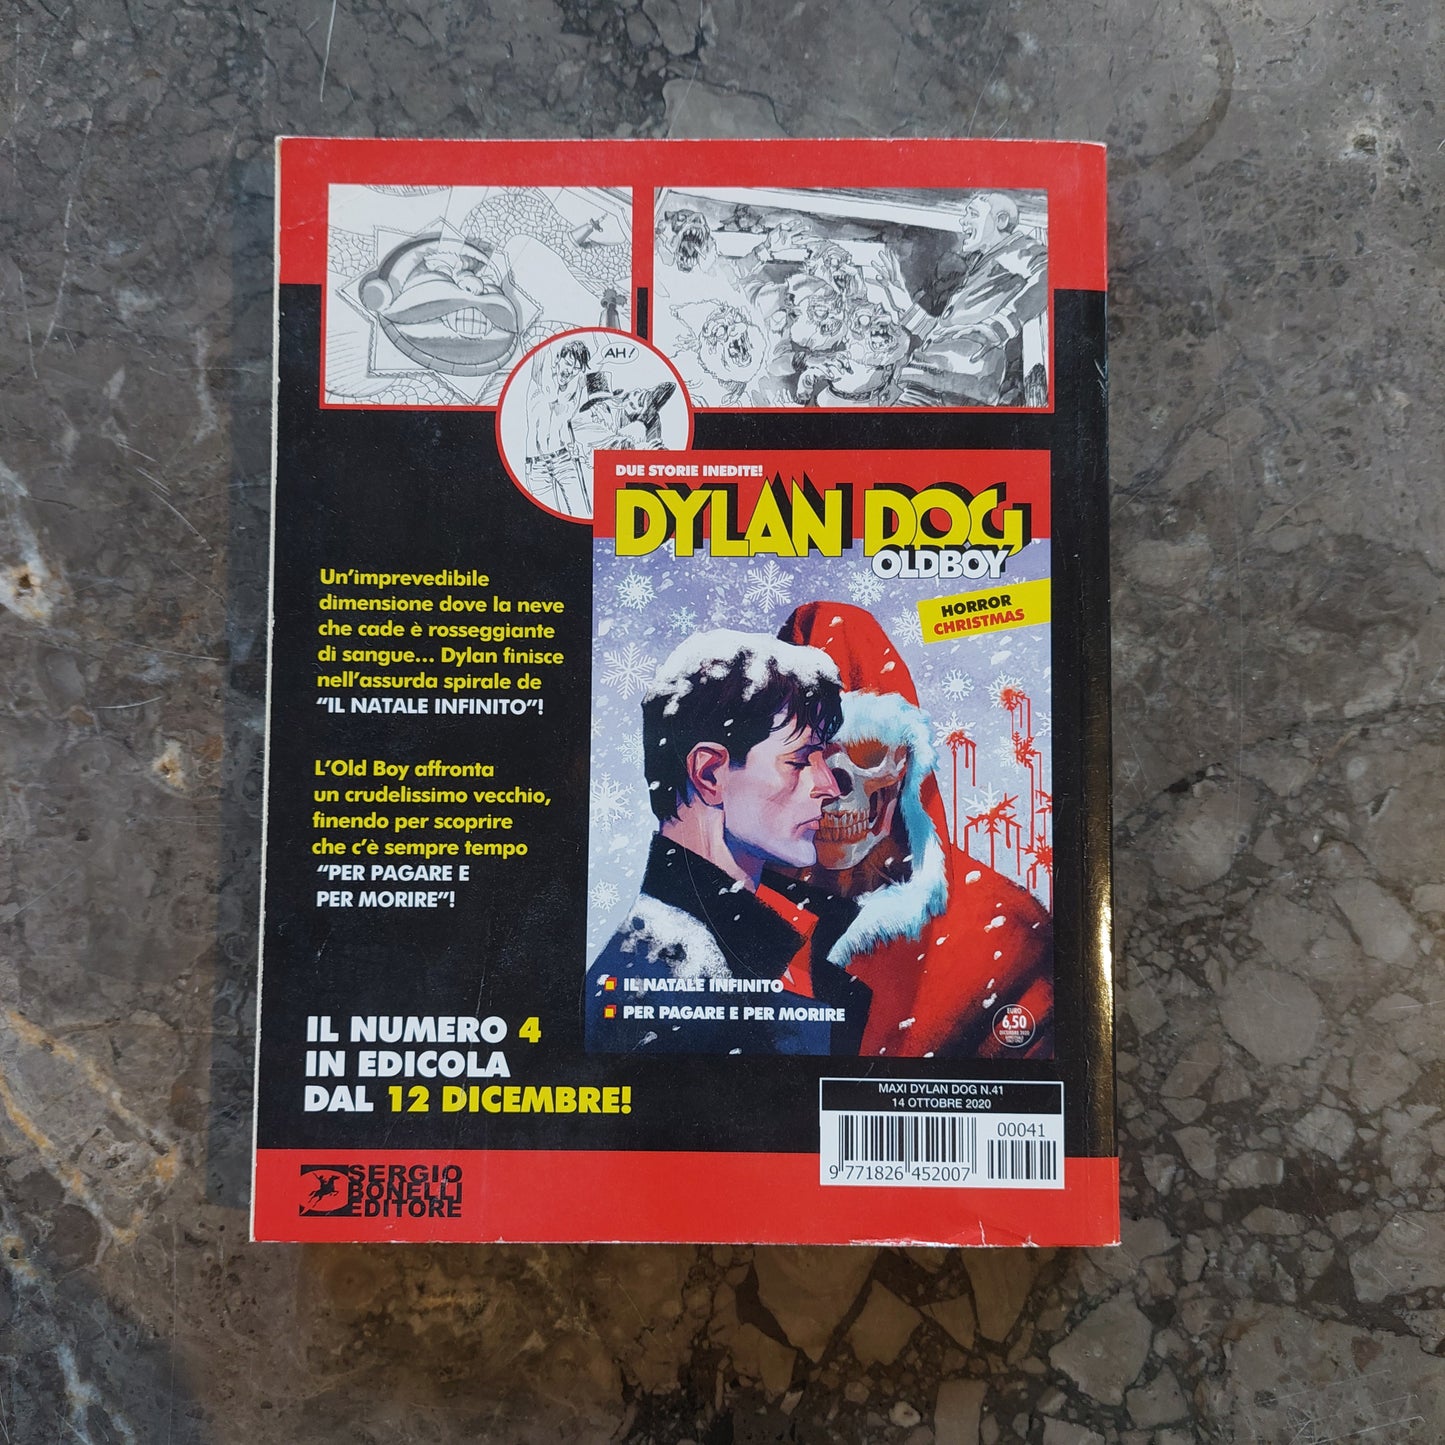 AH!
DUE STORIE INEDITE!
DYLAN DOG
OLDBOY
HORROR
CHRISTMAS
Un'imprevedibile
dimensione dove la neve
che cade è rosseggiante
di sangue... Dylan finisce
nell'assurda spirale de
“IL NATALE INFINITO”!
L'Old Boy affronta
un crudelissimo vecchio,
finendo per scoprire
che c'è sempre tempo
“PER PAGARE E
PER MORIRE”!
IL NATALE INFINITO
PER PAGARE E PER MORIRE
EURO
6,50
DICEMBRE 2020
IL NUMERO 4
IN EDICOLA
DAL 12 DICEMBRE!
MAXI DYLAN DOG N.41
14 OTTOBRE 2020
00041
9 771826 452007
SERGIO
BONELLI
EDITORE